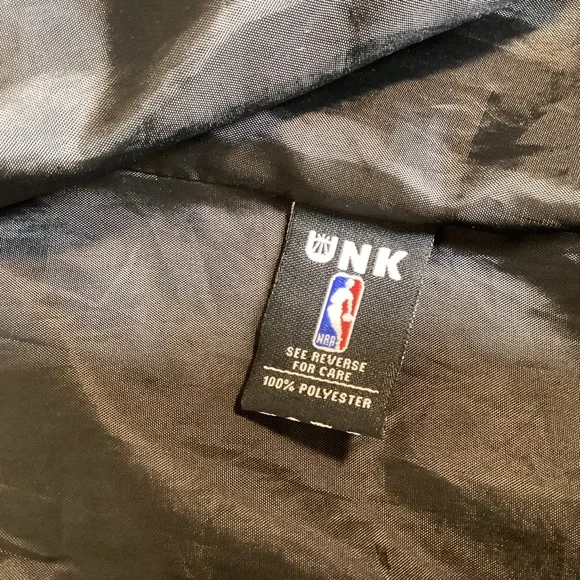 UNK
NBA
SEE REVERSE
FOR CARE
100% POLYESTER